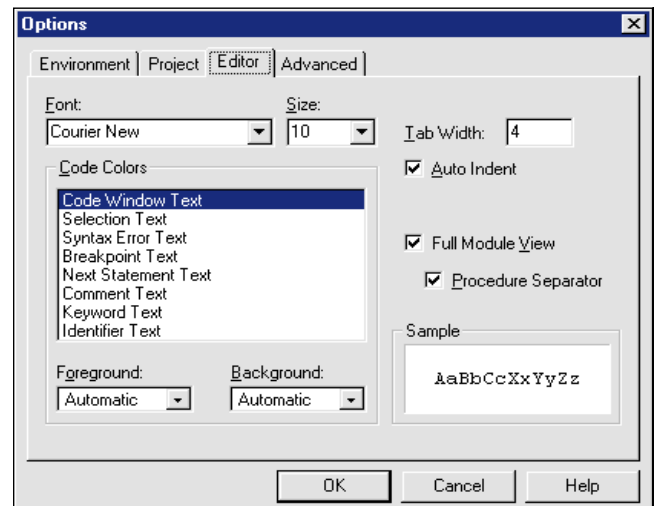 Options
Environment Project Editor Advanced
Font: Size:
Courier New 10 Tab Width: 4
Code Colors Auto Indent
Code Window Text
Selection Text
Syntax Error Text
Breakpoint Text Full Module View
Next Statement Text
Comment Text Procedure Separator
Keyword Text
Identifier Text Sample
Foreground: Background:
AaBbCcXxYyZz
Automatic Automatic
OK Cancel Help